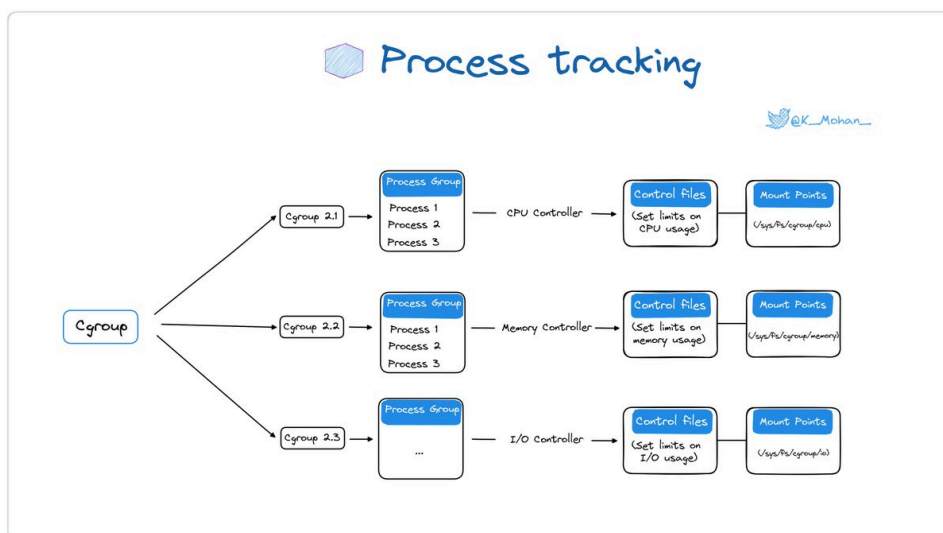 Process tracking
@K_Mohan_
Cgroup
Cgroup 2.1
Process Group
Process 1
Process 2
Process 3
CPU Controller
Control files
(Set limits on
CPU usage)
Mount Points
(/sys/fs/cgroup/cpu)
Cgroup 2.2
Process Group
Process 1
Process 2
Process 3
Memory Controller
Control files
(Set limits on
memory usage)
Mount Points
(/sys/fs/cgroup/memory)
Cgroup 2.3
Process Group
...
I/O Controller
Control files
(Set limits on
I/O usage)
Mount Points
(/sys/fs/cgroup/io)